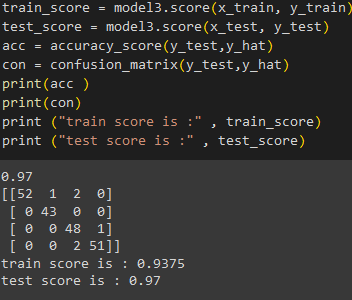 train_score = model3.score(x_train, y_train)
test_score = model3.score(x_test, y_test)
acc = accuracy_score(y_test,y_hat)
con = confusion_matrix(y_test,y_hat)
print(acc )
print(con)
print ("train score is :" , train_score)
print ("test score is :" , test_score)
0.97
[[52  1  2  0]
 [ 0 43  0  0]
 [ 0  0 48  1]
 [ 0  0  2 51]]
train score is : 0.9375
test score is : 0.97